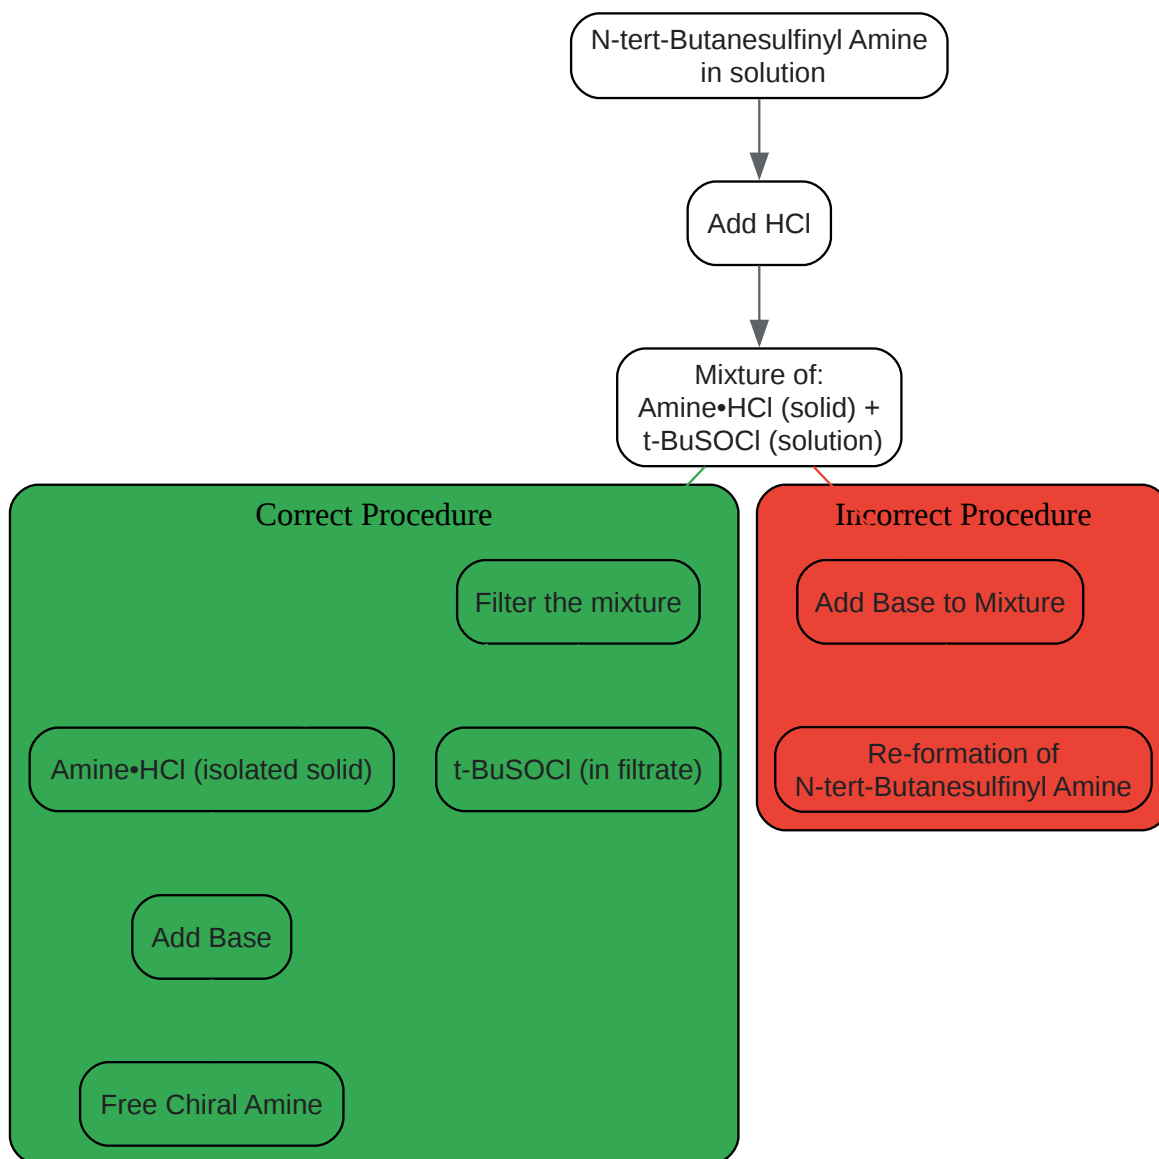 N-tert-Butanesulfinyl Amine
in solution
Add HCl
Mixture of:
Amine•HCl (solid) +
t-BuSOCl (solution)
Correct Procedure
Filter the mixture
Amine•HCl (isolated solid)
t-BuSOCl (in filtrate)
Add Base
Free Chiral Amine
Incorrect Procedure
Add Base to Mixture
Re-formation of
N-tert-Butanesulfinyl Amine